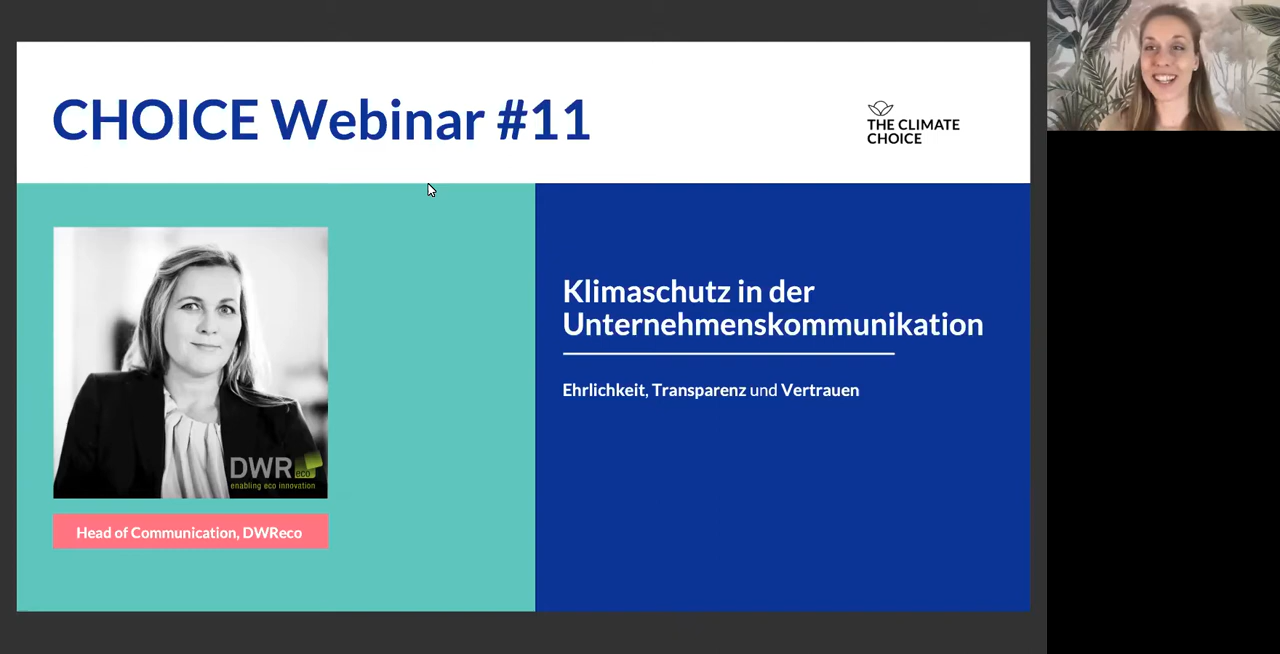 CHOICE Webinar #11
THE CLIMATE
CHOICE
DWR eco
enabling eco innovation
Head of Communication, DWReco
Klimaschutz in der
Unternehmenskommunikation
Ehrlichkeit, Transparenz und Vertrauen